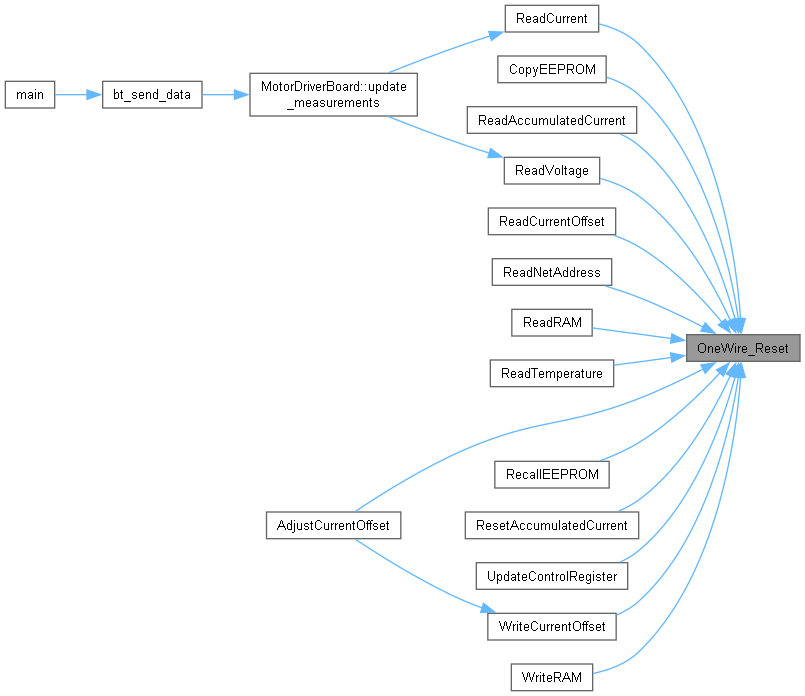 ReadCurrent
CopyEEPROM
MotorDriverBoard::update
_measurements
main
bt_send_data
ReadAccumulatedCurrent
ReadVoltage
ReadCurrentOffset
ReadNetAddress
ReadRAM
OneWire_Reset
ReadTemperature
RecallEEPROM
AdjustCurrentOffset
ResetAccumulatedCurrent
UpdateControlRegister
WriteCurrentOffset
WriteRAM